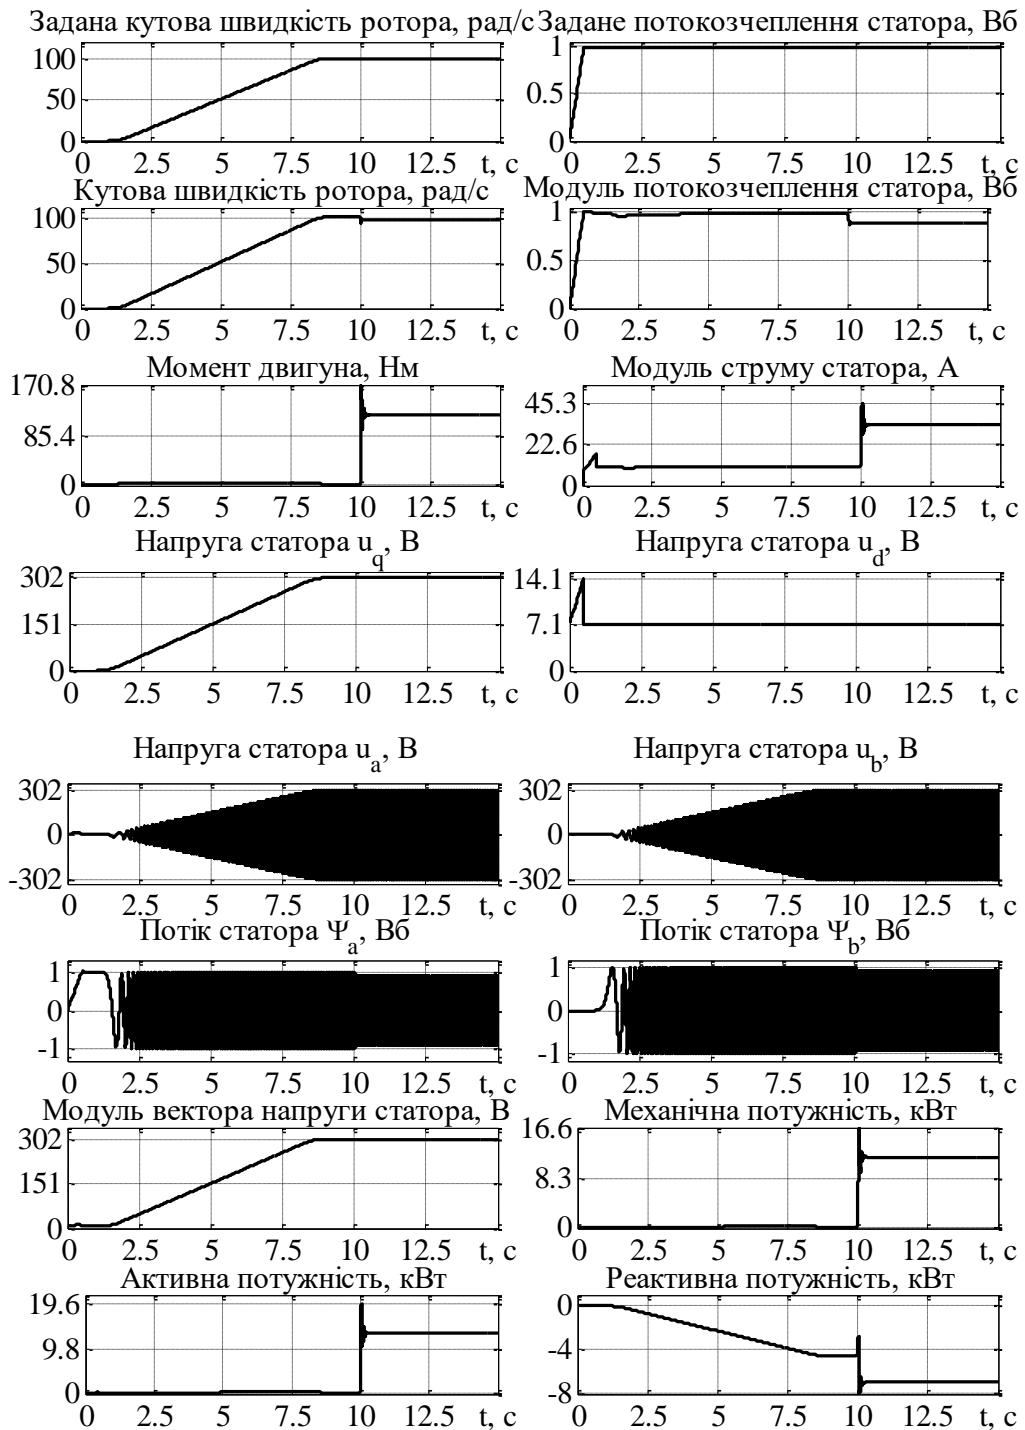 Задана кутова швидкість ротора, рад/с
100
50
0
0 2.5 5 7.5 10 12.5 t, с
Задане потокозчеплення статора, Вб
1
0.5
0
0 2.5 5 7.5 10 12.5 t, с
Кутова швидкість ротора, рад/с
100
50
0
0 2.5 5 7.5 10 12.5 t, с
Модуль потокозчеплення статора, Вб
1
0.5
0
0 2.5 5 7.5 10 12.5 t, с
Момент двигуна, Нм
170.8
85.4
0
0 2.5 5 7.5 10 12.5 t, с
Модуль струму статора, А
45.3
22.6
0
0 2.5 5 7.5 10 12.5 t, с
Напруга статора u_q, В
302
151
0
0 2.5 5 7.5 10 12.5 t, с
Напруга статора u_d, В
14.1
7.1
0
0 2.5 5 7.5 10 12.5 t, с
Напруга статора u_a, В
302
0
-302
0 2.5 5 7.5 10 12.5 t, с
Напруга статора u_b, В
302
0
-302
0 2.5 5 7.5 10 12.5 t, с
Потік статора Ψ_a, Вб
1
0
-1
0 2.5 5 7.5 10 12.5 t, с
Потік статора Ψ_b, Вб
1
0
-1
0 2.5 5 7.5 10 12.5 t, с
Модуль вектора напруги статора, В
302
151
0
0 2.5 5 7.5 10 12.5 t, с
Механічна потужність, кВт
16.6
8.3
0
0 2.5 5 7.5 10 12.5 t, с
Активна потужність, кВт
19.6
9.8
0
0 2.5 5 7.5 10 12.5 t, с
Реактивна потужність, кВт
0
-4
-8
0 2.5 5 7.5 10 12.5 t, с